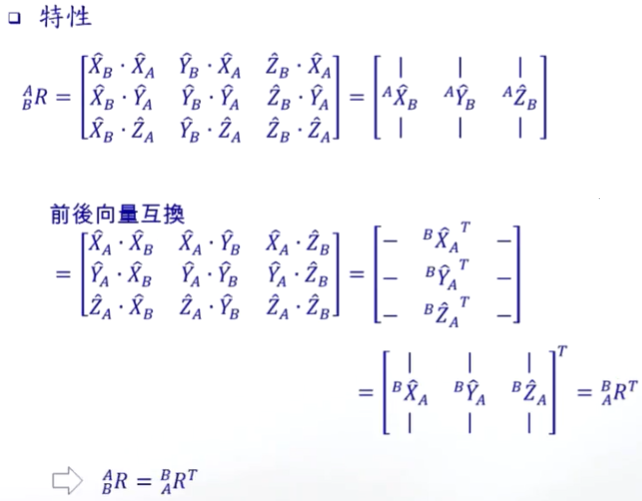 ❑ 特性
$^A_BR = \begin{bmatrix} \hat{X}_B \cdot \hat{X}_A & \hat{Y}_B \cdot \hat{X}_A & \hat{Z}_B \cdot \hat{X}_A \\ \hat{X}_B \cdot \hat{Y}_A & \hat{Y}_B \cdot \hat{Y}_A & \hat{Z}_B \cdot \hat{Y}_A \\ \hat{X}_B \cdot \hat{Z}_A & \hat{Y}_B \cdot \hat{Z}_A & \hat{Z}_B \cdot \hat{Z}_A \end{bmatrix} = \begin{bmatrix} | & | & | \\ ^A\hat{X}_B & ^A\hat{Y}_B & ^A\hat{Z}_B \\ | & | & | \end{bmatrix}$
前後向量互換
$= \begin{bmatrix} \hat{X}_A \cdot \hat{X}_B & \hat{X}_A \cdot \hat{Y}_B & \hat{X}_A \cdot \hat{Z}_B \\ \hat{Y}_A \cdot \hat{X}_B & \hat{Y}_A \cdot \hat{Y}_B & \hat{Y}_A \cdot \hat{Z}_B \\ \hat{Z}_A \cdot \hat{X}_B & \hat{Z}_A \cdot \hat{Y}_B & \hat{Z}_A \cdot \hat{Z}_B \end{bmatrix} = \begin{bmatrix} - & ^B\hat{X}_A^T & - \\ - & ^B\hat{Y}_A^T & - \\ - & ^B\hat{Z}_A^T & - \end{bmatrix}$
$= \begin{bmatrix} | & | & | \\ ^B\hat{X}_A & ^B\hat{Y}_A & ^B\hat{Z}_A \\ | & | & | \end{bmatrix}^T = {}^B_AR^T$
⇨ $^A_BR = {}^B_AR^T$